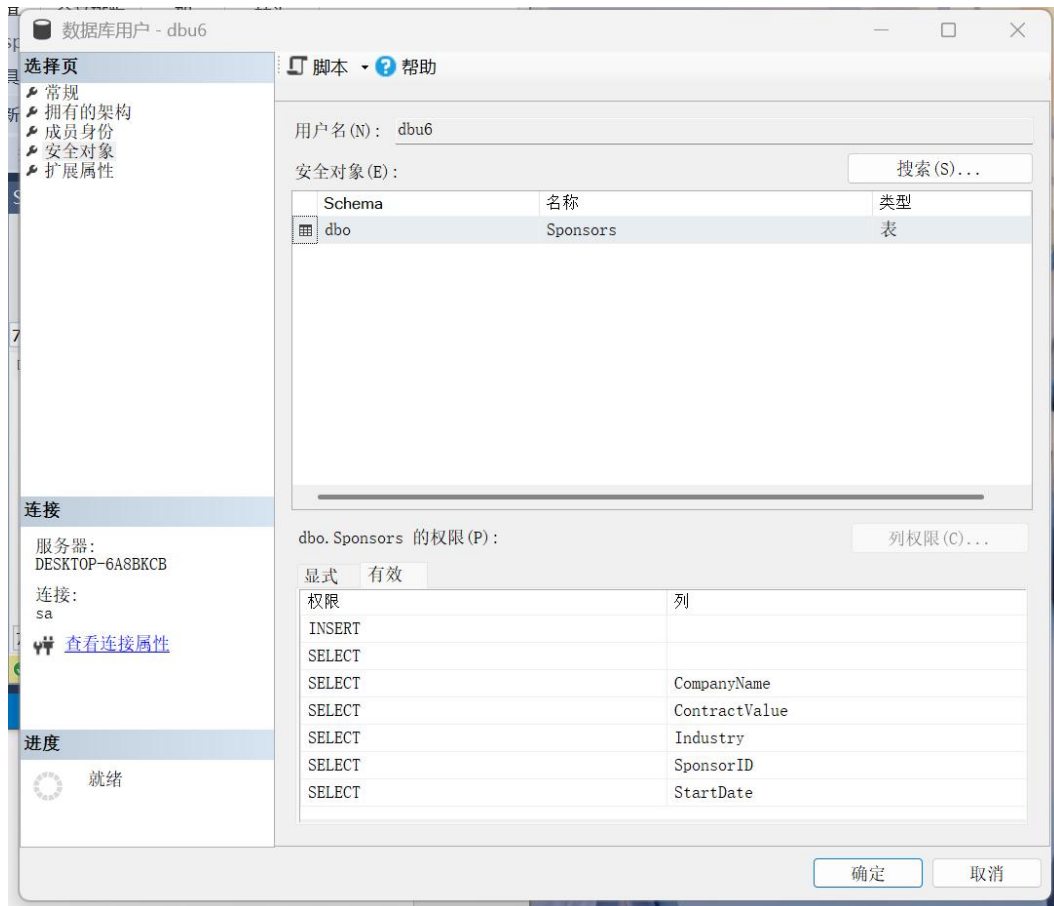 数据库用户 - dbu6
选择页
常规
拥有的架构
成员身份
安全对象
扩展属性
脚本
帮助
用户名(N): dbu6
安全对象(E):
搜索(S)...
Schema 名称 类型
dbo Sponsors 表
连接
服务器:
DESKTOP-6A8BKCB
连接:
sa
查看连接属性
进度
就绪
dbo.Sponsors 的权限(P):
列权限(C)...
显式 有效
权限 列
INSERT
SELECT
SELECT CompanyName
SELECT ContractValue
SELECT Industry
SELECT SponsorID
SELECT StartDate
确定 取消